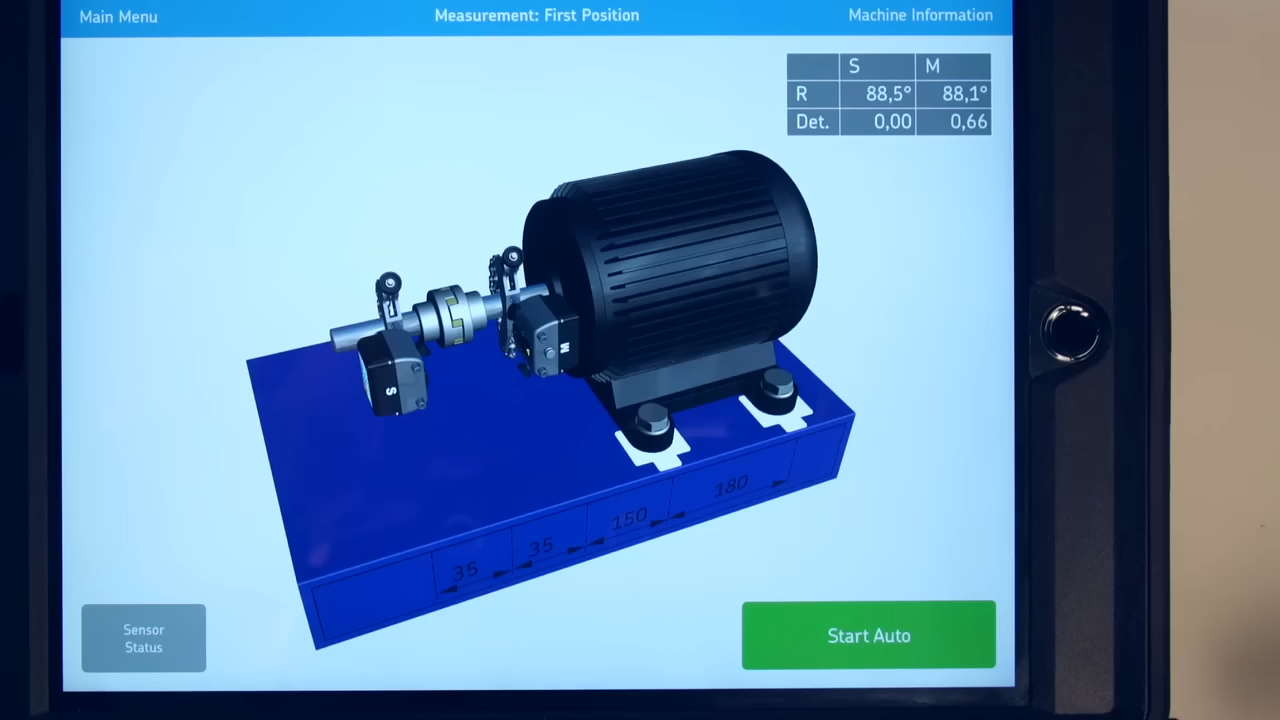 Main Menu
Measurement: First Position
Machine Information
S M
R 88,5° 88,1°
Det. 0,00 0,66
M
S
35
35
150
180
Sensor
Status
Start Auto